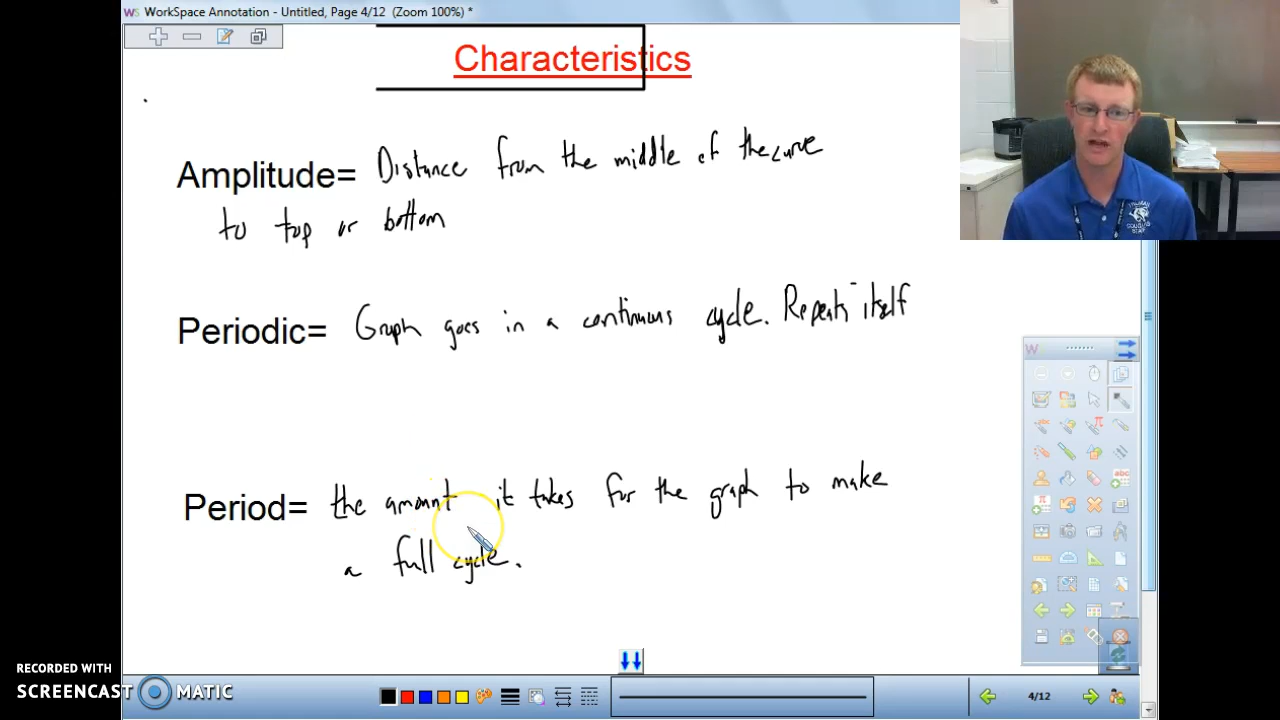 WorkSpace Annotation - Untitled, Page 4/12 (Zoom 100%) *
Characteristics
Amplitude= Distance from the middle of the curve
to top or bottom
Periodic= Graph goes in a continuous cycle. Repeats itself
Period= the amount it takes for the graph to make
a full cycle.
RECORDED WITH
SCREENCAST MATIC
4/12